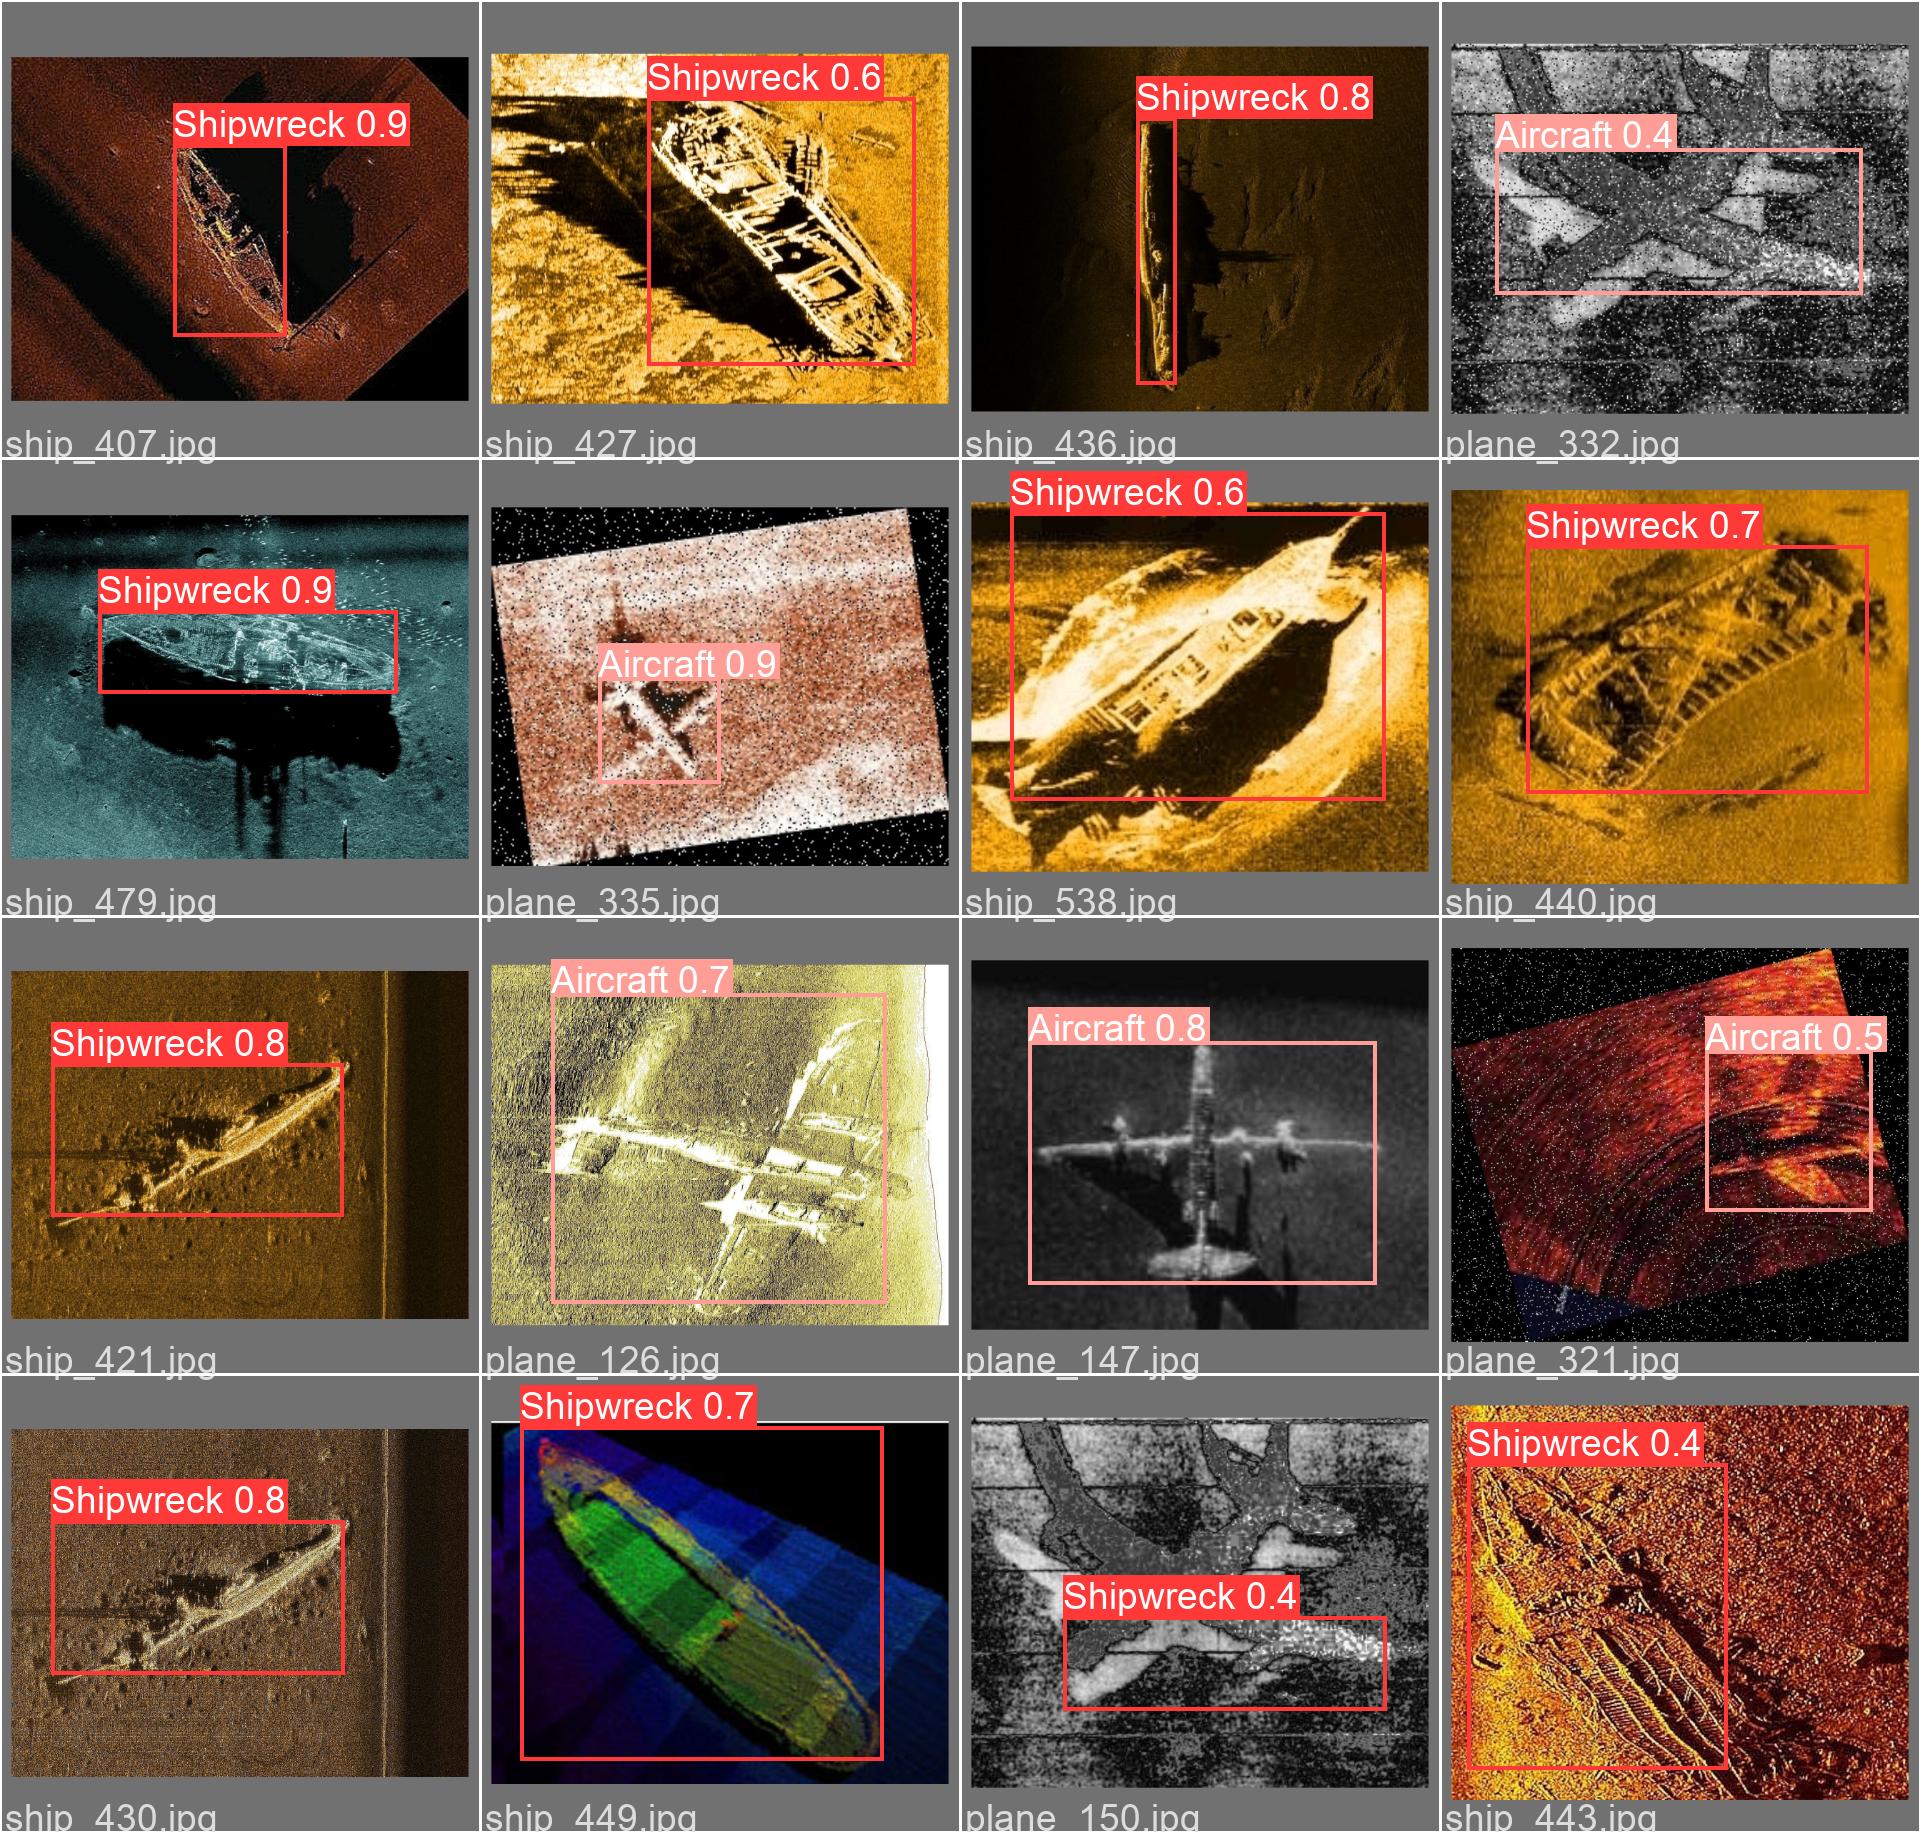 Shipwreck 0.9
ship_407.jpg
Shipwreck 0.6
ship_427.jpg
Shipwreck 0.8
ship_436.jpg
Aircraft 0.4
plane_332.jpg
Shipwreck 0.9
ship_479.jpg
Aircraft 0.9
plane_335.jpg
Shipwreck 0.6
ship_538.jpg
Shipwreck 0.7
ship_440.jpg
Shipwreck 0.8
ship_421.jpg
Aircraft 0.7
plane_126.jpg
Aircraft 0.8
plane_147.jpg
Aircraft 0.5
plane_321.jpg
Shipwreck 0.8
ship_430.jpg
Shipwreck 0.7
ship_449.jpg
Shipwreck 0.4
plane_150.jpg
Shipwreck 0.4
ship_443.jpg